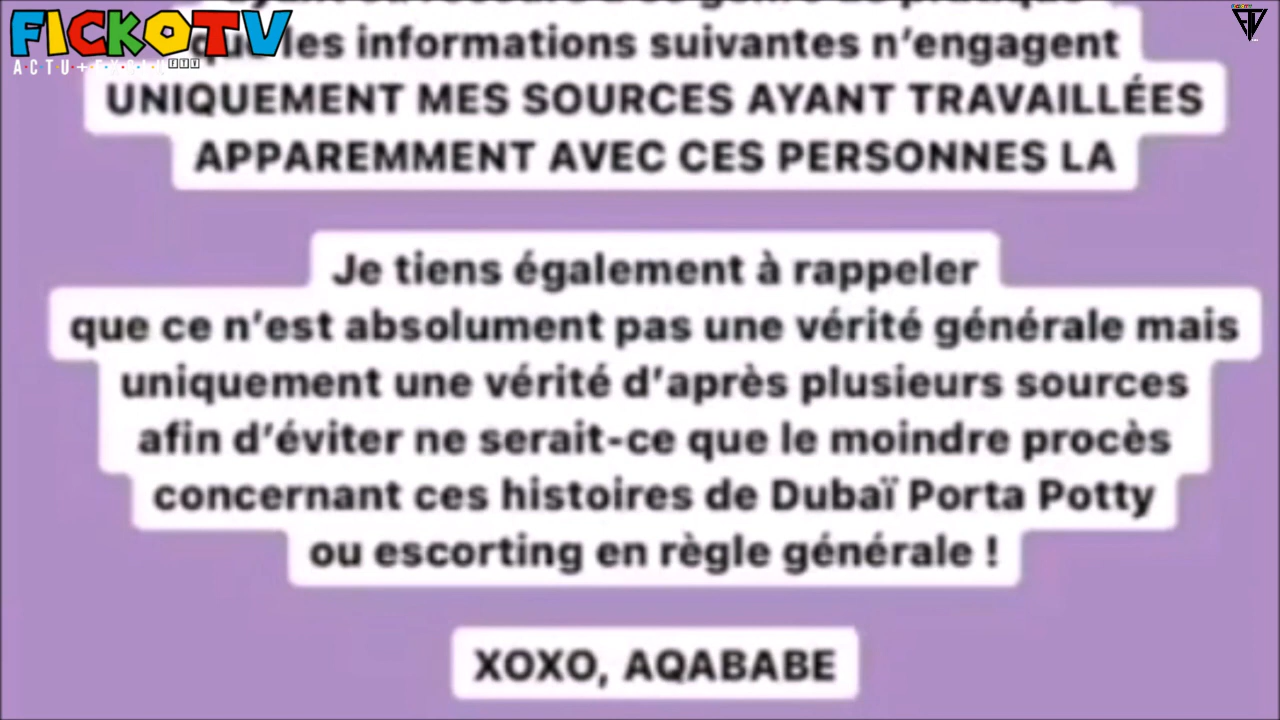 FICKOTV
que les informations suivantes n’engagent
UNIQUEMENT MES SOURCES AYANT TRAVAILLÉES
APPAREMMENT AVEC CES PERSONNES LA
Je tiens également à rappeler
que ce n’est absolument pas une vérité générale mais
uniquement une vérité d’après plusieurs sources
afin d’éviter ne serait-ce que le moindre procès
concernant ces histoires de Dubaï Porta Potty
ou escorting en règle générale !
XOXO, AQABABE